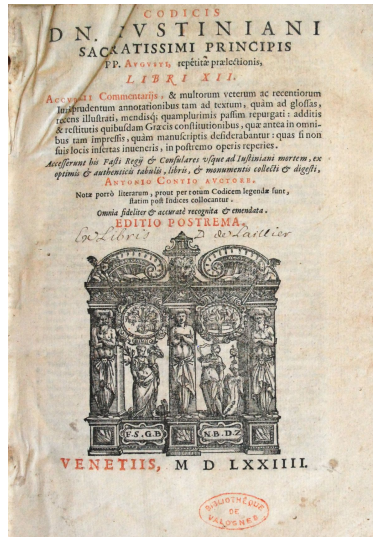 CODICIS
DN. IVSTINIANI
SACRATISSIMI PRINCIPIS
PP. AVGVSTI, repetitæ prælectionis,
LIBRI XII.
ACCVRSII Commentarijs, & multorum veterum ac recentiorum
Iurisprudentum annotationibus tam ad textum, quàm ad glossas,
recens illustrati, mendisq; quamplurimis passim repurgati: additis
& restitutis quibusdam Græcis constitutionibus, quæ antea in omni-
bus tam impressis, quàm manuscriptis desiderabantur: quas si non
suis locis insertas inueneris, in postremo operis reperies.
Accesserunt his Fasti Regij & Consulares vsque ad Iustiniani mortem, ex
optimis & authenticis tabulis, libris, & monumentis collecti & digesti,
ANTONIO CONTIO AVCTORE.
Notæ porrò literarum, prout per totum Codicem legendæ sunt,
statim post Indices collocantur.
Omnia fideliter & accuratè recognita & emendata.
EDITIO POSTREMA.
Ex Libris D. de Laillier
F.S.G.B N.B.D.Z
VENETIIS, M D LXXIIII.
BIBLIOTHÈQUE
DE
VALOGNES